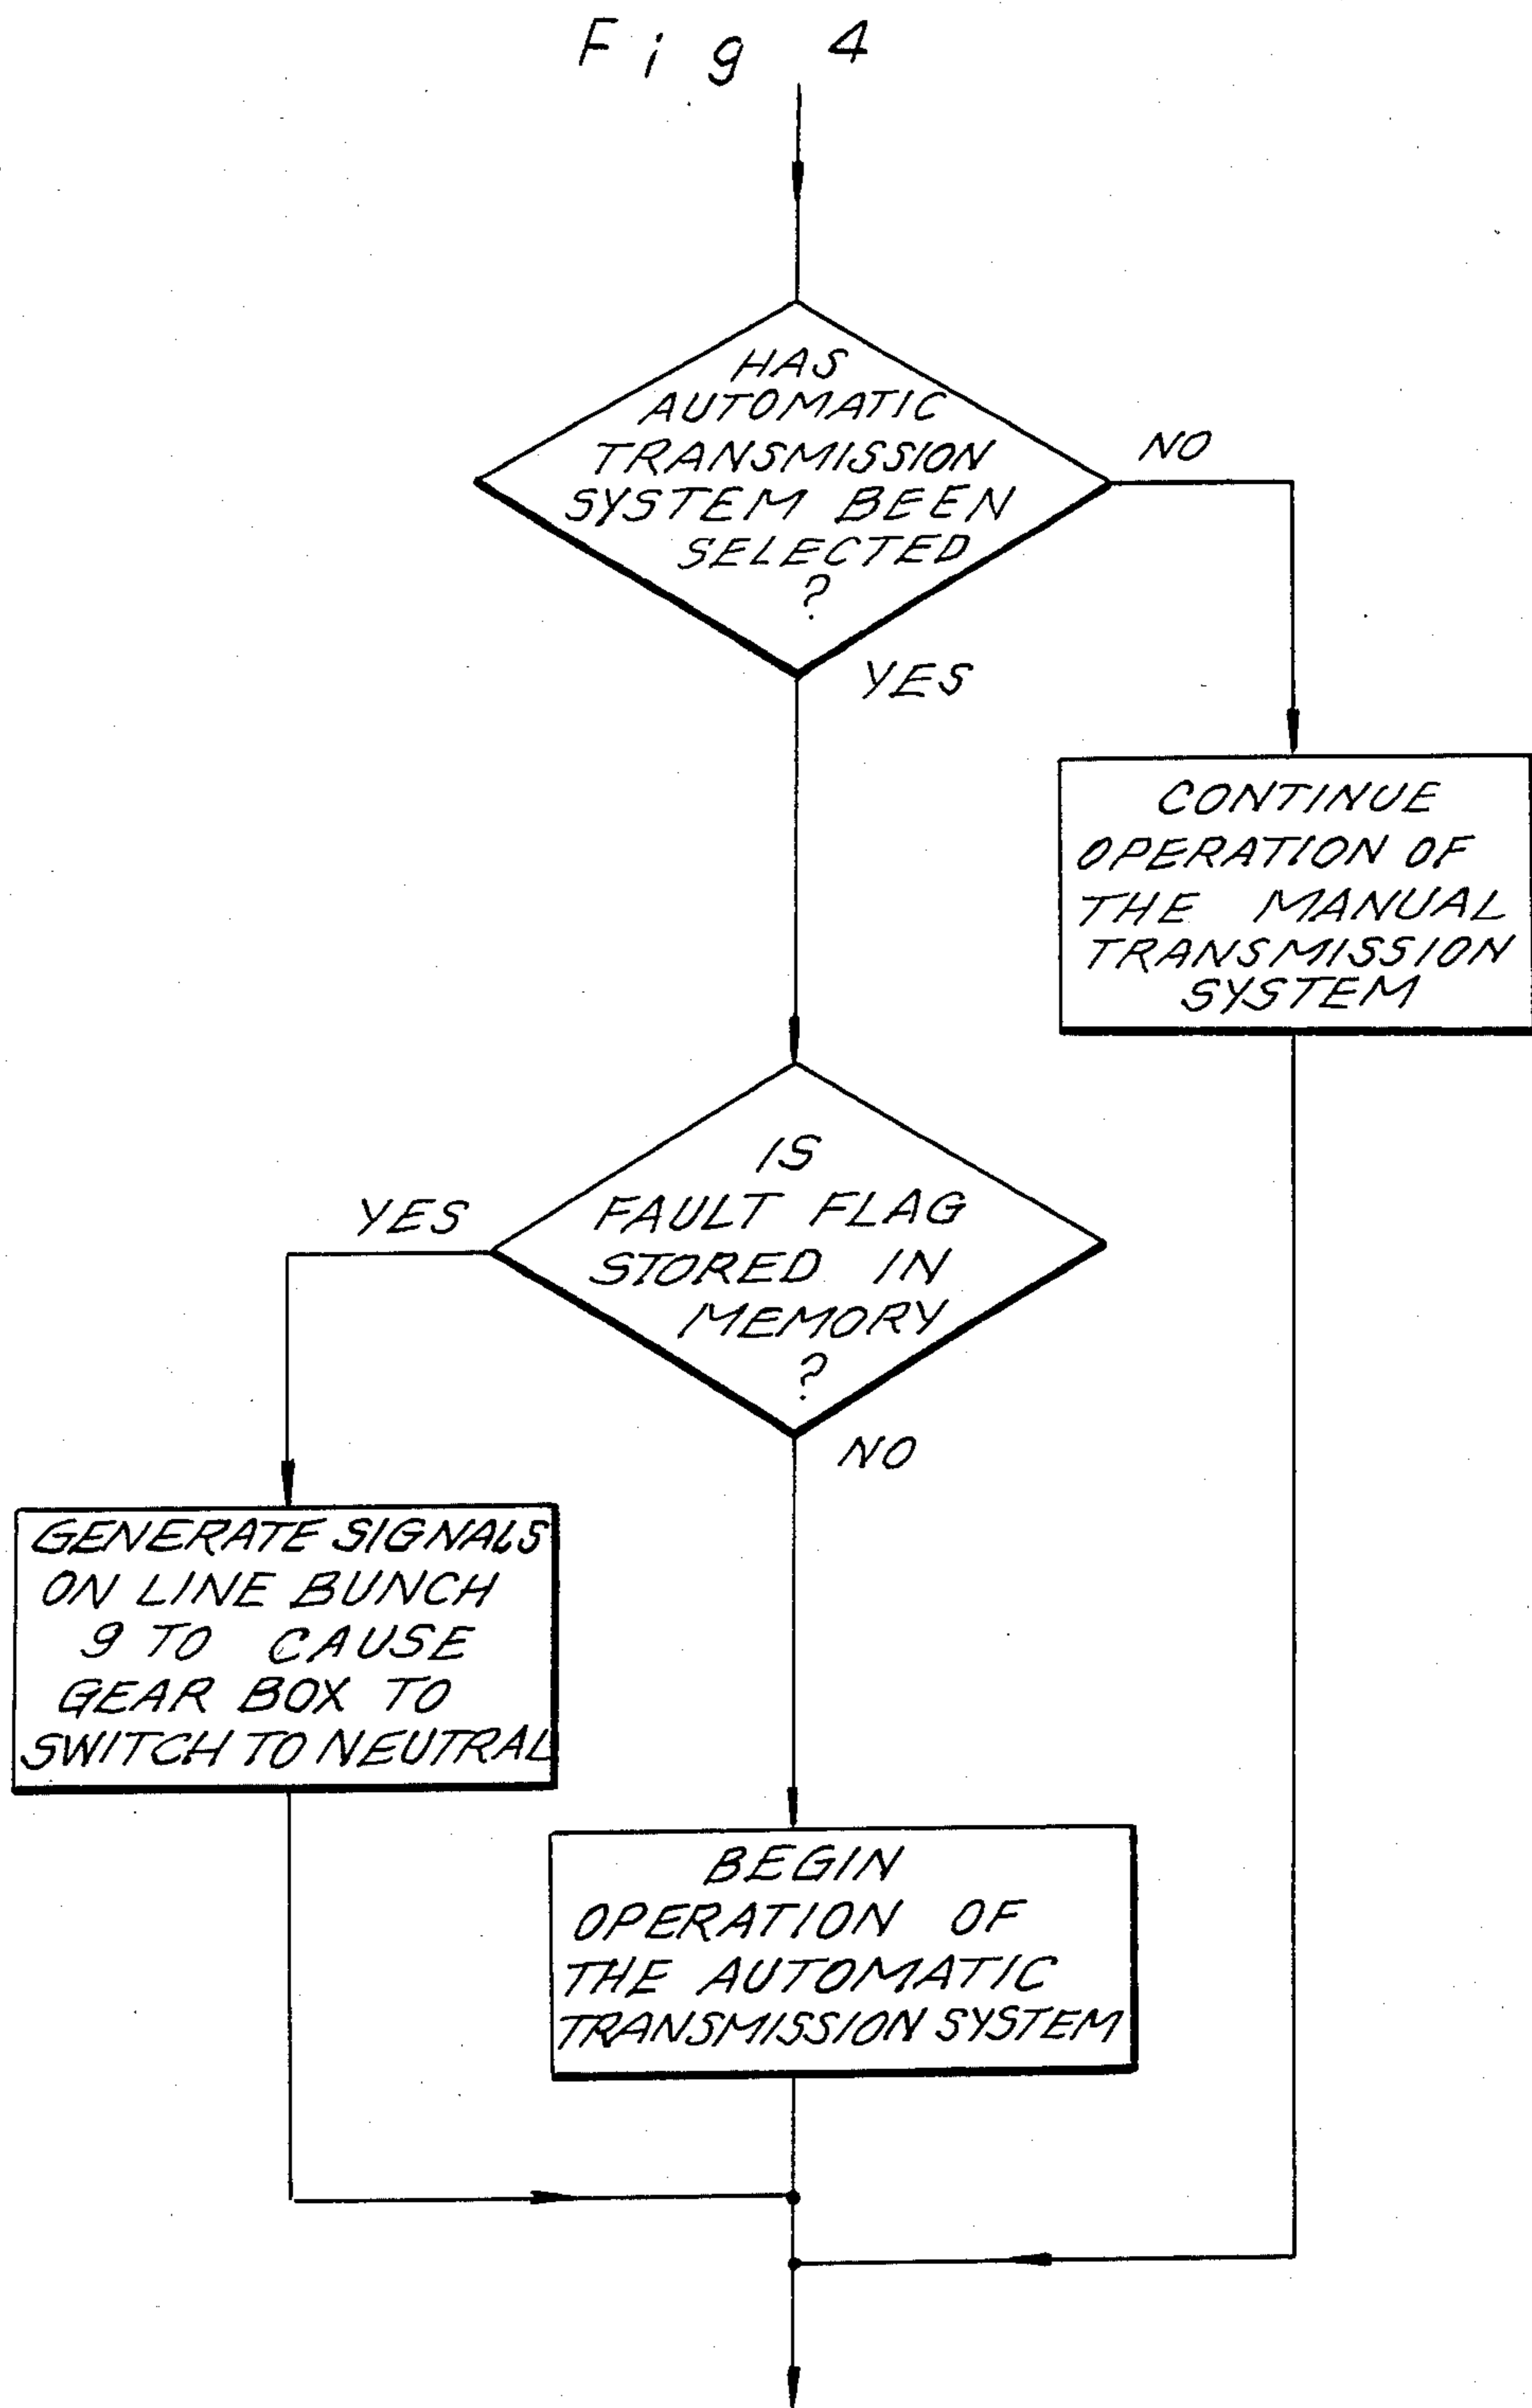 Fig 4
HAS
AUTOMATIC
TRANSMISSION
SYSTEM BEEN
SELECTED
?
NO
YES
CONTINUE
OPERATION OF
THE MANUAL
TRANSMISSION
SYSTEM
IS
FAULT FLAG
STORED IN
MEMORY
?
YES
NO
GENERATE SIGNALS
ON LINE BUNCH
9 TO CAUSE
GEAR BOX TO
SWITCH TO NEUTRAL
BEGIN
OPERATION OF
THE AUTOMATIC
TRANSMISSION SYSTEM